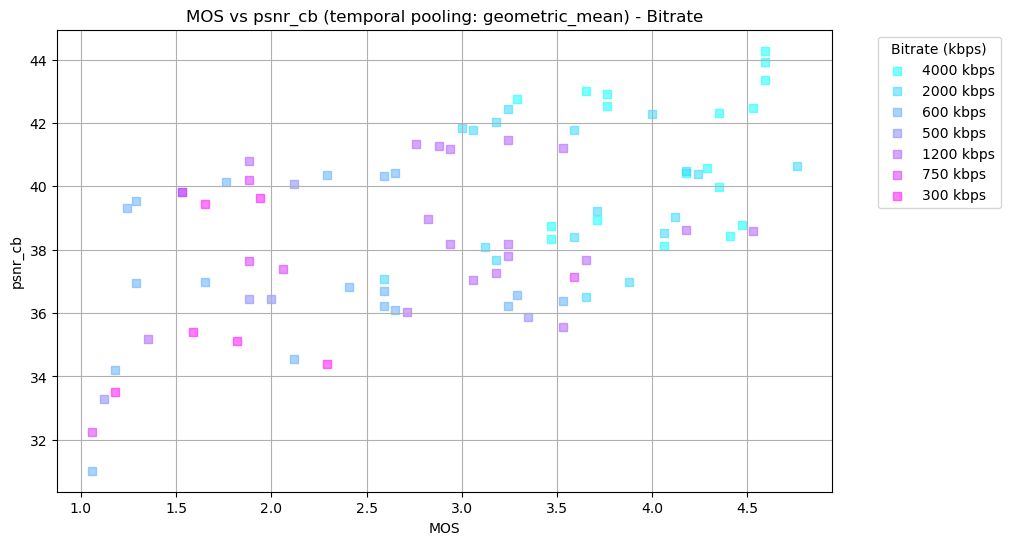 MOS vs psnr_cb (temporal pooling: geometric_mean) - Bitrate
psnr_cb
44
42
40
38
36
34
32
1.0 1.5 2.0 2.5 3.0 3.5 4.0 4.5
MOS
Bitrate (kbps)
4000 kbps
2000 kbps
600 kbps
500 kbps
1200 kbps
750 kbps
300 kbps